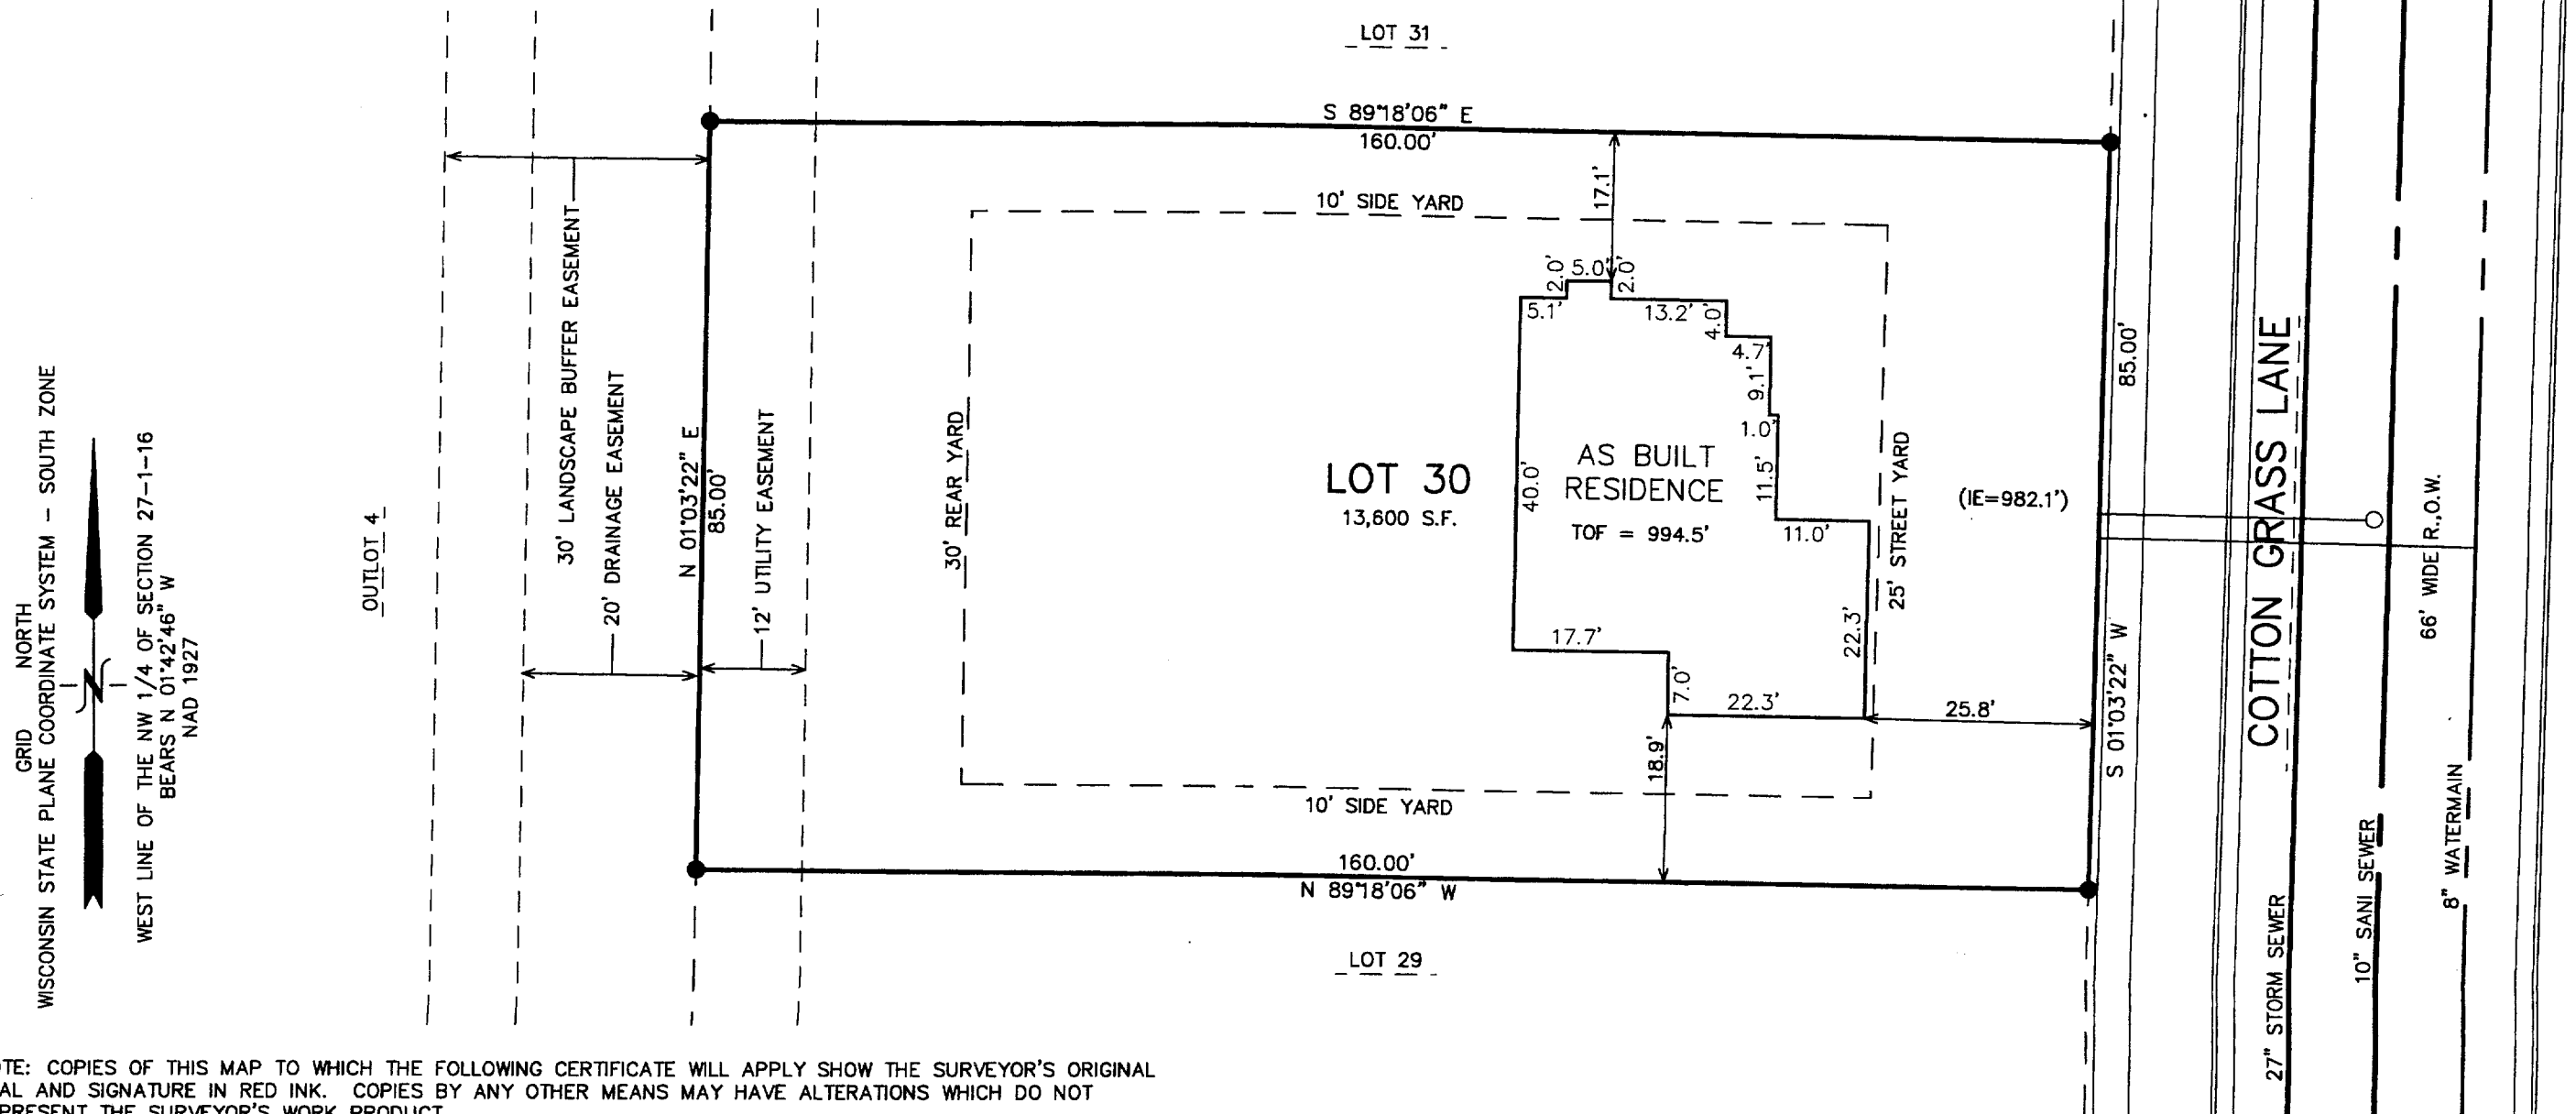 LOT 31
S 89°18'06" E
160.00'
17.1'
10' SIDE YARD
2.0'
5.0'
2.0'
5.1'
13.2'
4.0'
4.7'
9.1'
1.0'
11.5'
11.0'
22.3'
40.0'
17.7'
7.0'
22.3'
18.9'
25.8'
LOT 30
13,600 S.F.
AS BUILT
RESIDENCE
TOF = 994.5'
30' REAR YARD
25' STREET YARD
10' SIDE YARD
160.00'
N 89°18'06" W
LOT 29
GRID NORTH
WISCONSIN STATE PLANE COORDINATE SYSTEM - SOUTH ZONE
N
WEST LINE OF THE NW 1/4 OF SECTION 27-1-16
BEARS N 01°42'46" W
NAD 1927
OUTLOT 4
30' LANDSCAPE BUFFER EASEMENT
20' DRAINAGE EASEMENT
N 01°03'22" E
85.00'
12' UTILITY EASEMENT
(IE=982.1')
85.00'
S 01°03'22" W
COTTON GRASS LANE
66' WIDE R.O.W.
27" STORM SEWER
10" SANI SEWER
8" WATERMAIN
OTE: COPIES OF THIS MAP TO WHICH THE FOLLOWING CERTIFICATE WILL APPLY SHOW THE SURVEYOR'S ORIGINAL
AL AND SIGNATURE IN RED INK. COPIES BY ANY OTHER MEANS MAY HAVE ALTERATIONS WHICH DO NOT
PRESENT THE SURVEYOR'S WORK PRODUCT